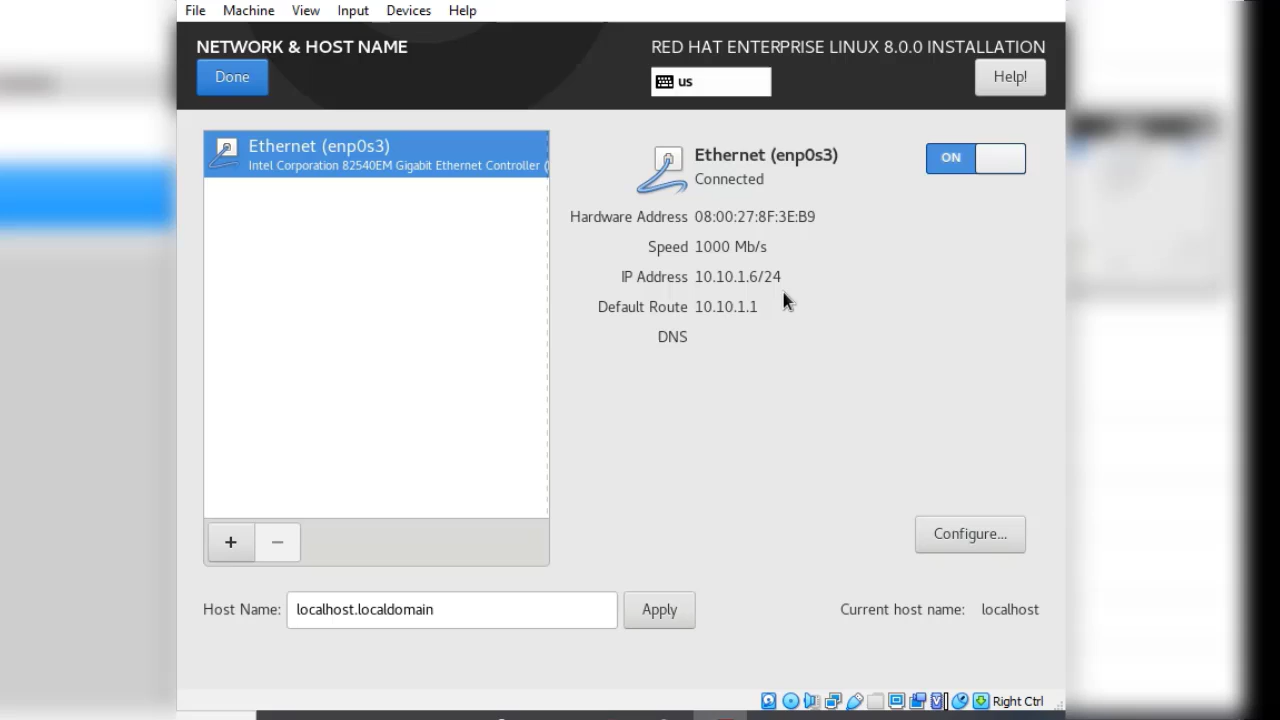 File Machine View Input Devices Help
NETWORK & HOST NAME
RED HAT ENTERPRISE LINUX 8.0.0 INSTALLATION
Done
us
Help!
Ethernet (enp0s3)
Intel Corporation 82540EM Gigabit Ethernet Controller (
Ethernet (enp0s3)
Connected
ON
Hardware Address 08:00:27:8F:3E:B9
Speed 1000 Mb/s
IP Address 10.10.1.6/24
Default Route 10.10.1.1
DNS
+ −
Configure...
Host Name: localhost.localdomain Apply
Current host name: localhost
Right Ctrl